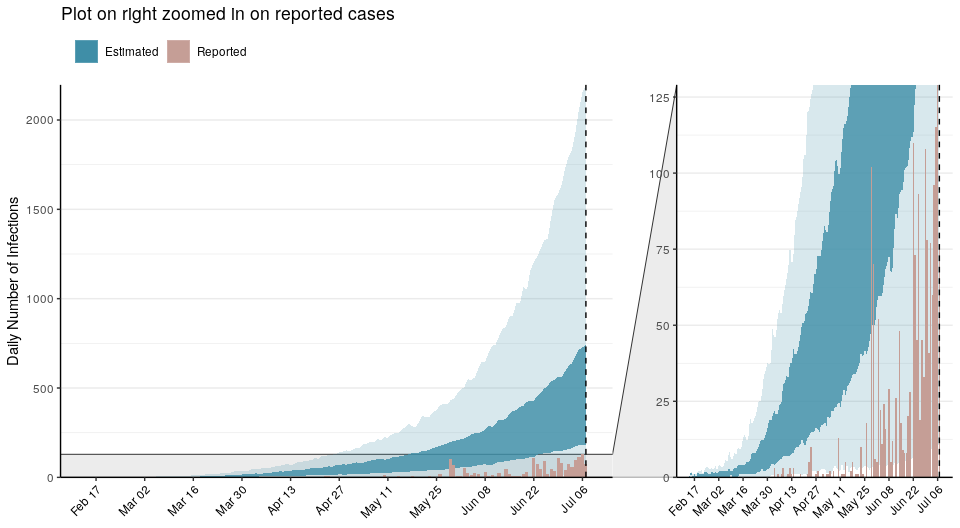 Plot on right zoomed in on reported cases
Estimated Reported
Daily Number of Infections
2000
1500
1000
500
0
Feb 17 Mar 02 Mar 16 Mar 30 Apr 13 Apr 27 May 11 May 25 Jun 08 Jun 22 Jul 06
125
100
75
50
25
0
Feb 17 Mar 02 Mar 16 Mar 30 Apr 13 Apr 27 May 11 May 25 Jun 08 Jun 22 Jul 06